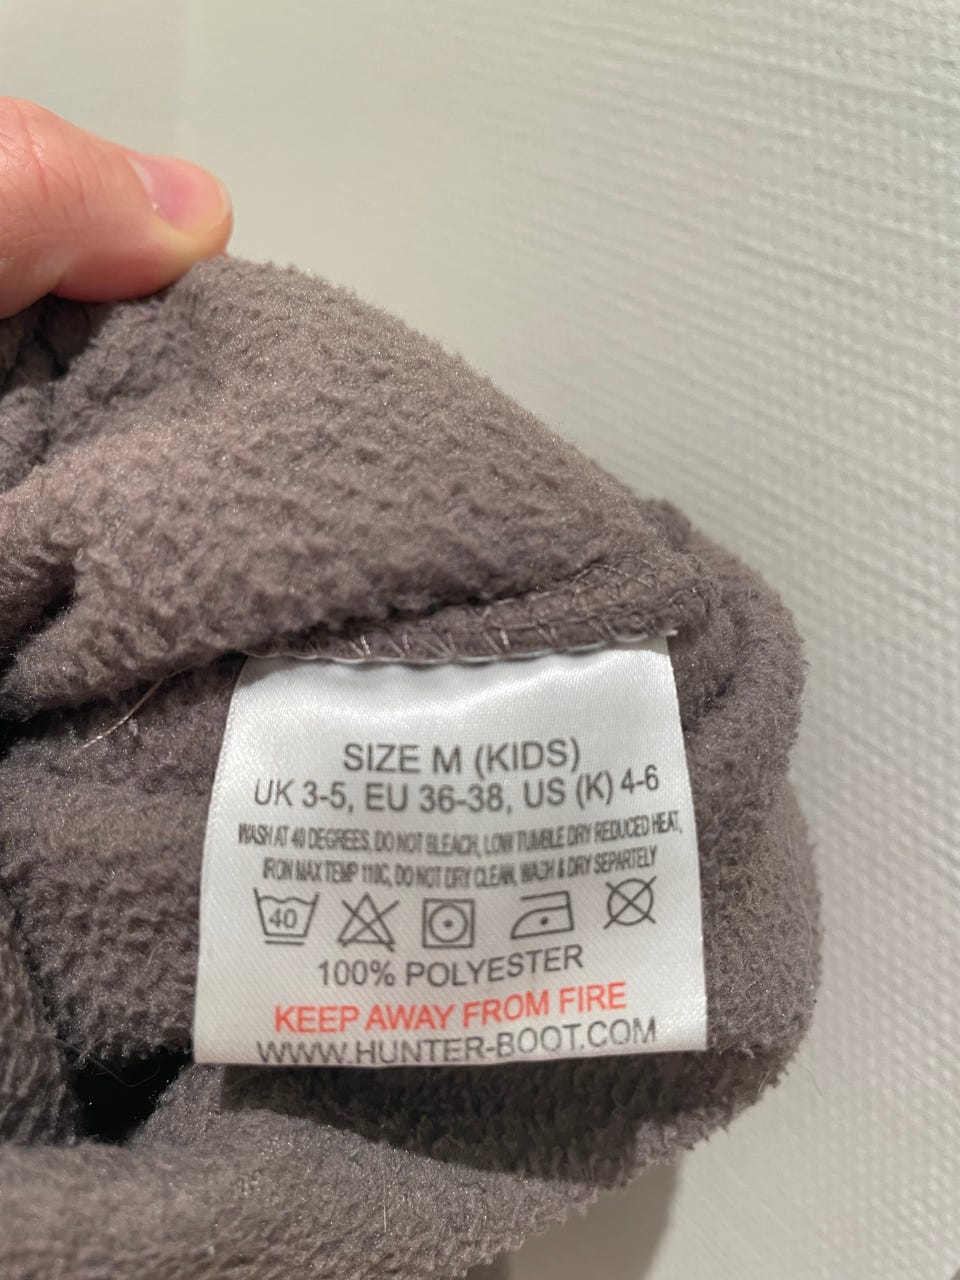 SIZE M (KIDS)
UK 3-5, EU 36-38, US (K) 4-6
WASH AT 40 DEGREES, DO NOT BLEACH, LOW TUMBLE DRY REDUCED HEAT,
IRON MAX TEMP 110C, DO NOT DRY CLEAN, WASH & DRY SEPARTELY
40
100% POLYESTER
KEEP AWAY FROM FIRE
WWW.HUNTER-BOOT.COM